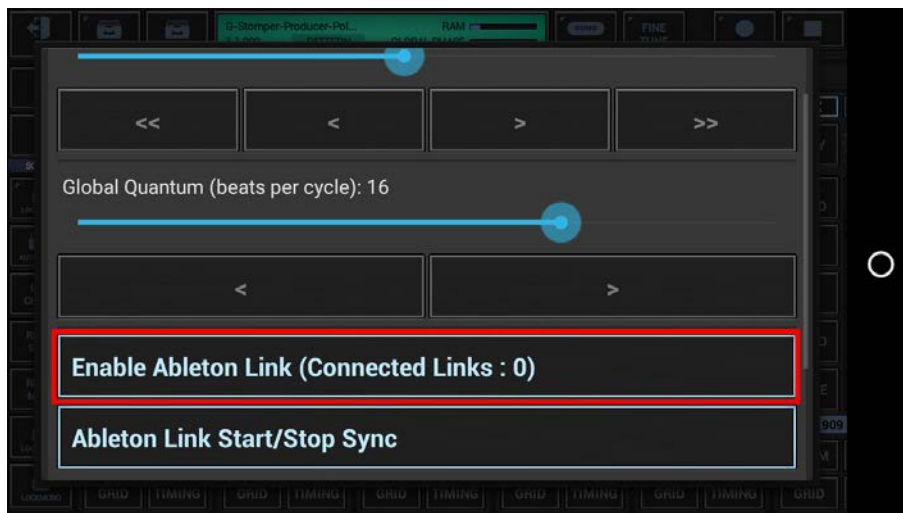 G-Stomper-Producer-Pol... RAM
FINE
TUNE
<< < > >>
Global Quantum (beats per cycle): 16
< >
Enable Ableton Link (Connected Links : 0)
Ableton Link Start/Stop Sync
909
GRID TIMING GRID TIMING GRID TIMING GRID TIMING GRID TIMING GRID